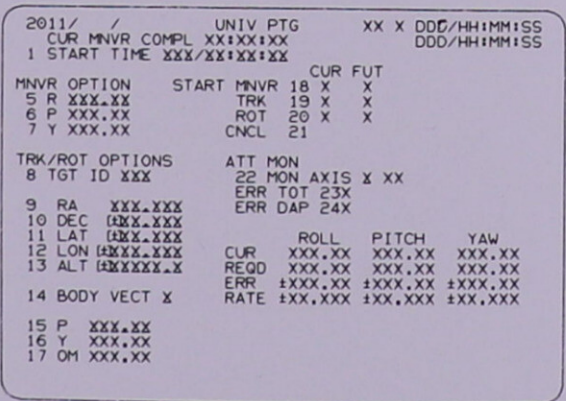 2011/ / UNIV PTG XX X DDD/HH:MM:SS
CUR MNVR COMPL XX:XX:XX DDD/HH:MM:SS
1 START TIME XXX/XX:XX:XX
CUR FUT
MNVR OPTION START MNVR 18 X X
5 R XXX.XX TRK 19 X X
6 P XXX.XX ROT 20 X X
7 Y XXX.XX CNCL 21
TRK/ROT OPTIONS ATT MON
8 TGT ID XXX 22 MON AXIS X XX
ERR TOT 23X
9 RA XXX.XXX ERR DAP 24X
10 DEC [±]XX.XXX
11 LAT [±]XX.XXX ROLL PITCH YAW
12 LON [±]XXX.XXX CUR XXX.XX XXX.XX XXX.XX
13 ALT [±]XXXXX.X REQD XXX.XX XXX.XX XXX.XX
ERR ±XXX.XX ±XXX.XX ±XXX.XX
14 BODY VECT X RATE ±XX.XXX ±XX.XXX ±XX.XXX
15 P XXX.XX
16 Y XXX.XX
17 OM XXX.XX